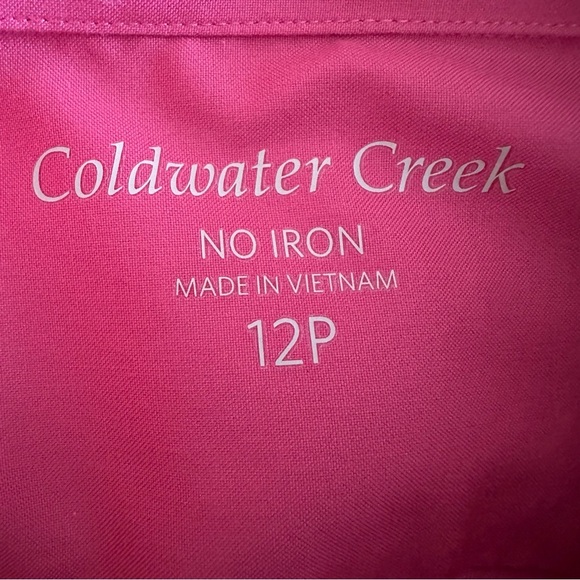 Coldwater Creek
NO IRON
MADE IN VIETNAM
12P